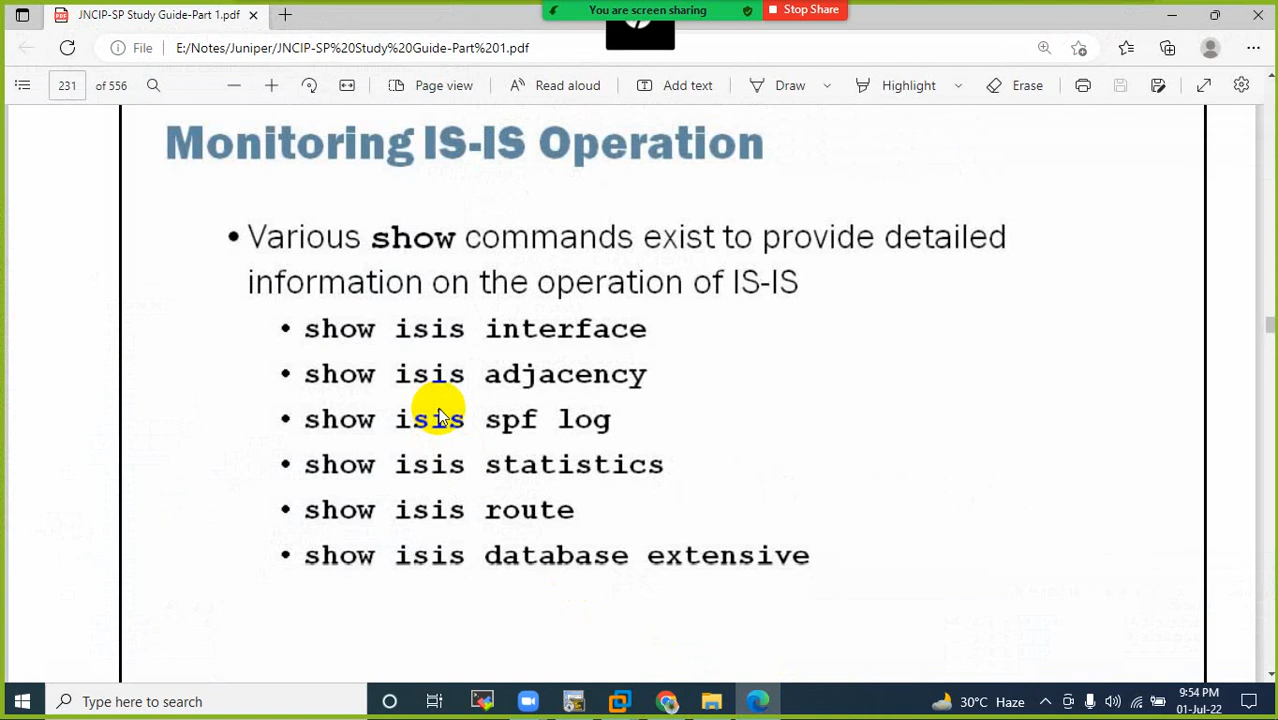 JNCIP-SP Study Guide-Part 1.pdf
You are screen sharing
Stop Share
File
E:/Notes/Juniper/JNCIP-SP%20Study%20Guide-Part%201.pdf
231 of 556
Page view
Read aloud
Add text
Draw
Highlight
Erase
Monitoring IS-IS Operation
• Various show commands exist to provide detailed
information on the operation of IS-IS
• show isis interface
• show isis adjacency
• show isis spf log
• show isis statistics
• show isis route
• show isis database extensive
Type here to search
30°C Haze
9:54 PM
01-Jul-22